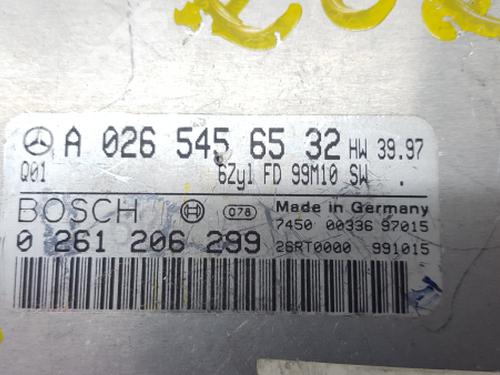 A 026 545 65 32 HW 39.97
Q01 6Zyl FD 99M10 SW .
BOSCH C78 Made in Germany
7450 00336 97015
0 261 206 299 26RT0000 991015